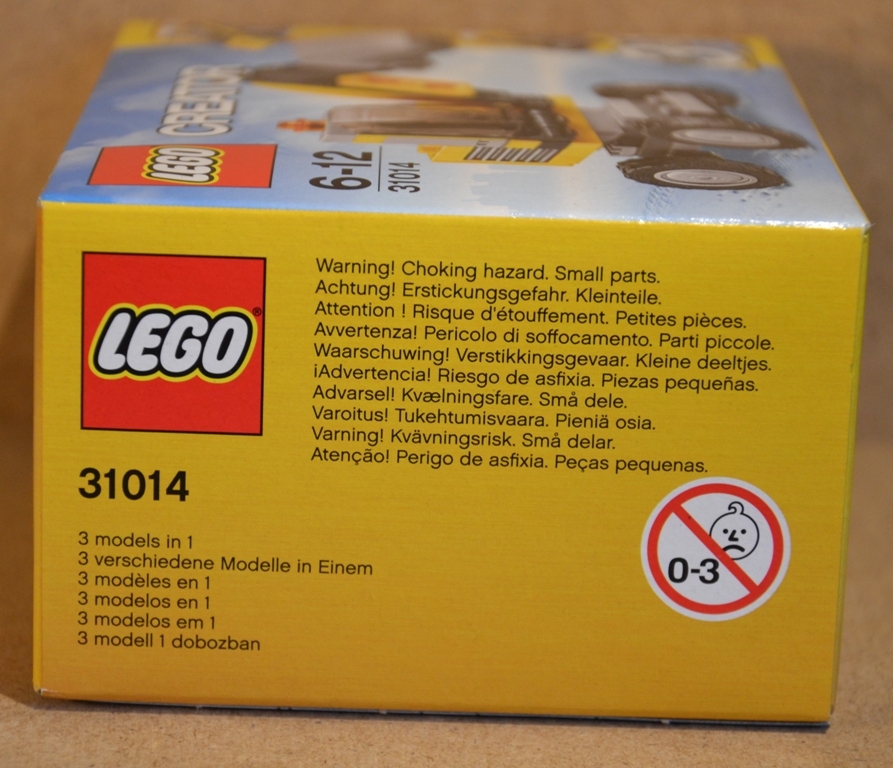 CREATOR
LEGO
6-12
31014
LEGO®
Warning! Choking hazard. Small parts.
Achtung! Erstickungsgefahr. Kleinteile.
Attention ! Risque d'étouffement. Petites pièces.
Avvertenza! Pericolo di soffocamento. Parti piccole.
Waarschuwing! Verstikkingsgevaar. Kleine deeltjes.
¡Advertencia! Riesgo de asfixia. Piezas pequeñas.
Advarsel! Kvælningsfare. Små dele.
Varoitus! Tukehtumisvaara. Pieniä osia.
Varning! Kvävningsrisk. Små delar.
Atenção! Perigo de asfixia. Peças pequenas.
31014
0-3
3 models in 1
3 verschiedene Modelle in Einem
3 modèles en 1
3 modelos en 1
3 modelos em 1
3 modell 1 dobozban